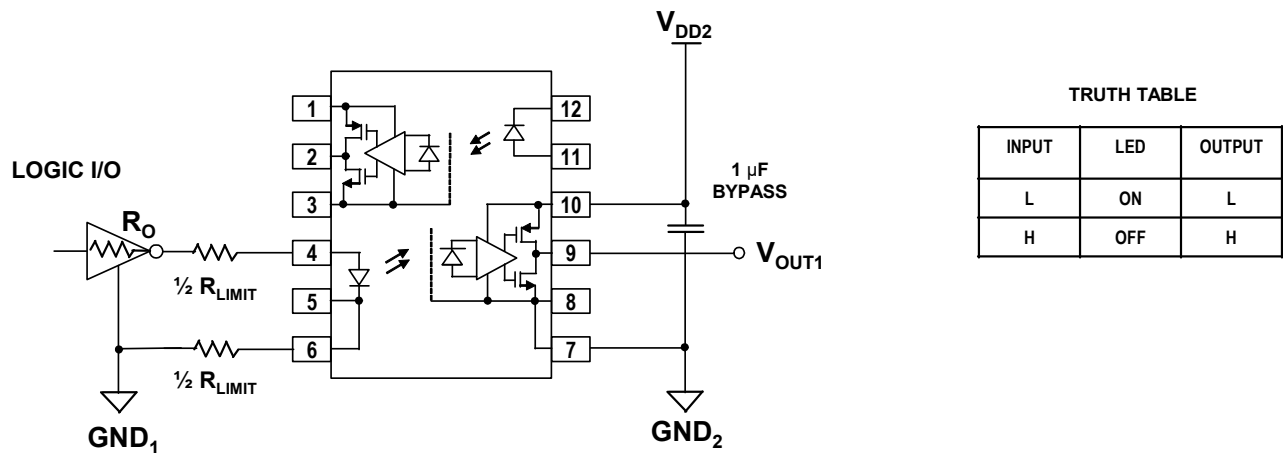 V_DD2
1
2
3
4
5
6
12
11
10
9
8
7
LOGIC I/O
R_O
½ R_LIMIT
½ R_LIMIT
GND_1
1 µF
BYPASS
V_OUT1
GND_2
TRUTH TABLE
INPUT LED OUTPUT
L ON L
H OFF H